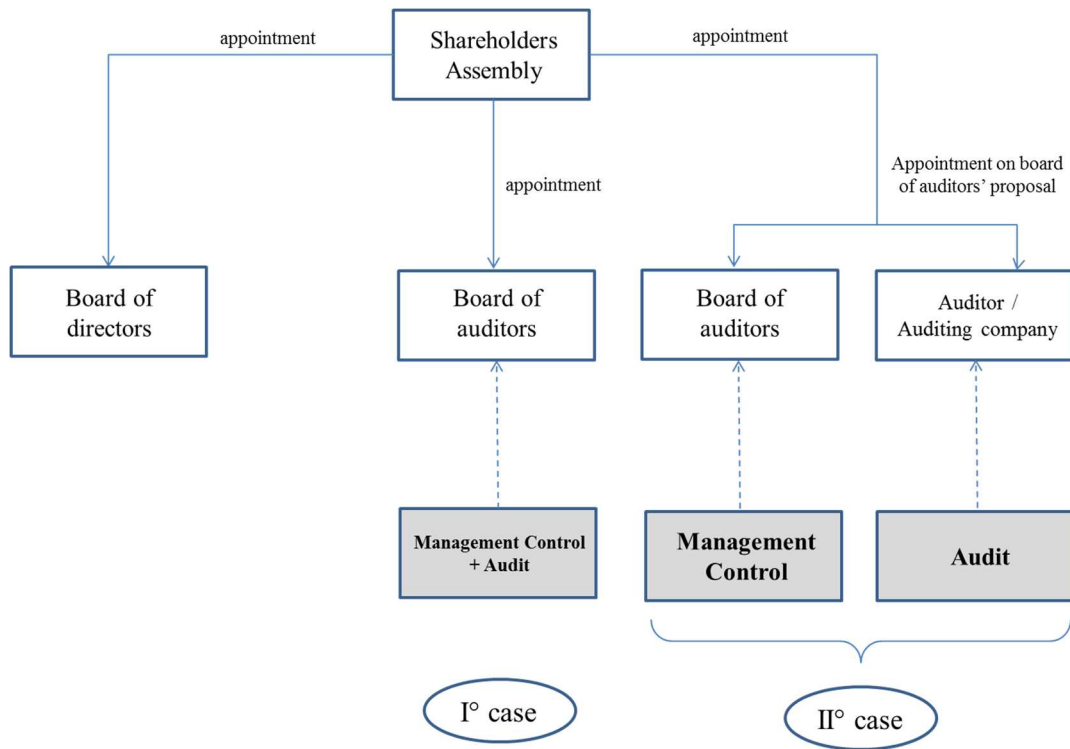 appointment
Shareholders
Assembly
appointment
appointment
Appointment on board
of auditors’ proposal
Board of
directors
Board of
auditors
Board of
auditors
Auditor /
Auditing company
Management Control
+ Audit
Management
Control
Audit
I° case
II° case